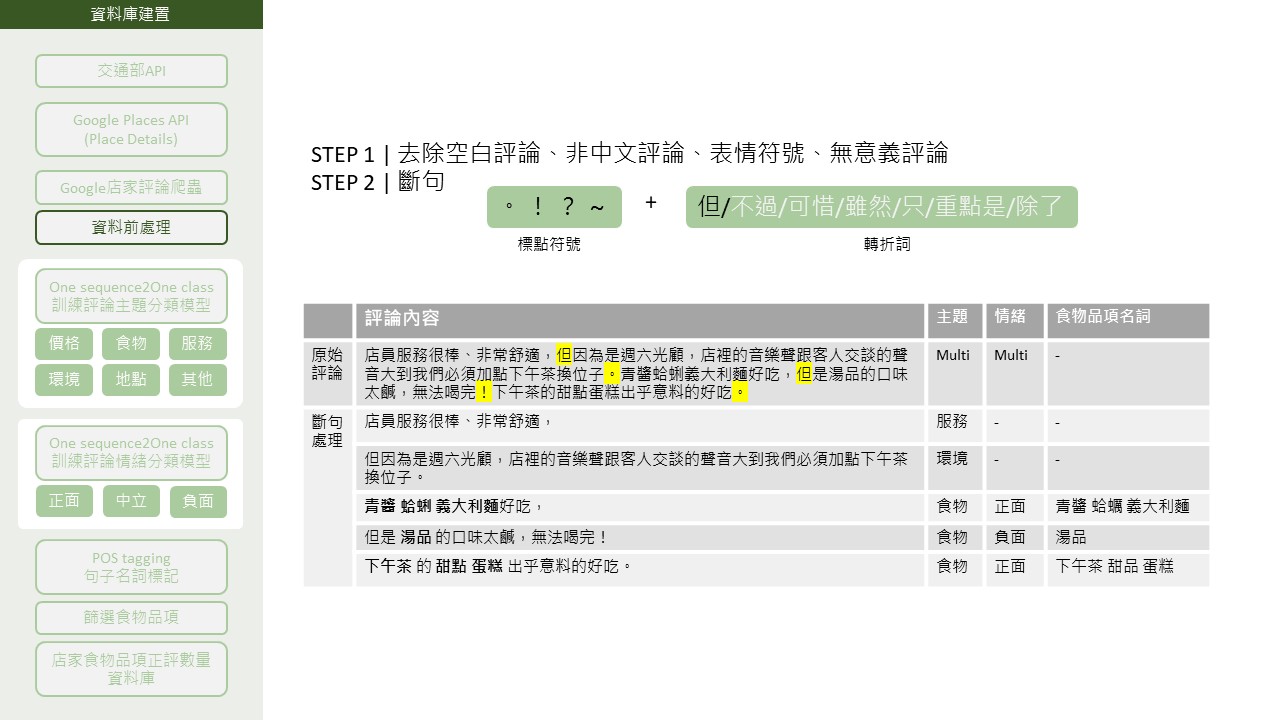 資料庫建置
交通部API
Google Places API
(Place Details)
Google店家評論爬蟲
資料前處理
One sequence2One class
訓練評論主題分類模型
價格 食物 服務
環境 地點 其他
One sequence2One class
訓練評論情緒分類模型
正面 中立 負面
POS tagging
句子名詞標記
篩選食物品項
店家食物品項正評數量
資料庫
STEP 1 | 去除空白評論、非中文評論、表情符號、無意義評論
STEP 2 | 斷句
。！？~ + 但/不過/可惜/雖然/只/重點是/除了
標點符號 轉折詞
評論內容 主題 情緒 食物品項名詞
原始
評論
店員服務很棒、非常舒適，但因為是週六光顧，店裡的音樂聲跟客人交談的聲
音大到我們必須加點下午茶換位子。青醬蛤蜊義大利麵好吃，但是湯品的口味
太鹹，無法喝完！下午茶的甜點蛋糕出乎意料的好吃。
Multi Multi -
斷句
處理
店員服務很棒、非常舒適， 服務 - -
但因為是週六光顧，店裡的音樂聲跟客人交談的聲音大到我們必須加點下午茶
換位子。
環境 - -
青醬 蛤蜊 義大利麵好吃， 食物 正面 青醬 蛤蠣 義大利麵
但是 湯品 的口味太鹹，無法喝完！ 食物 負面 湯品
下午茶 的 甜點 蛋糕 出乎意料的好吃。 食物 正面 下午茶 甜品 蛋糕